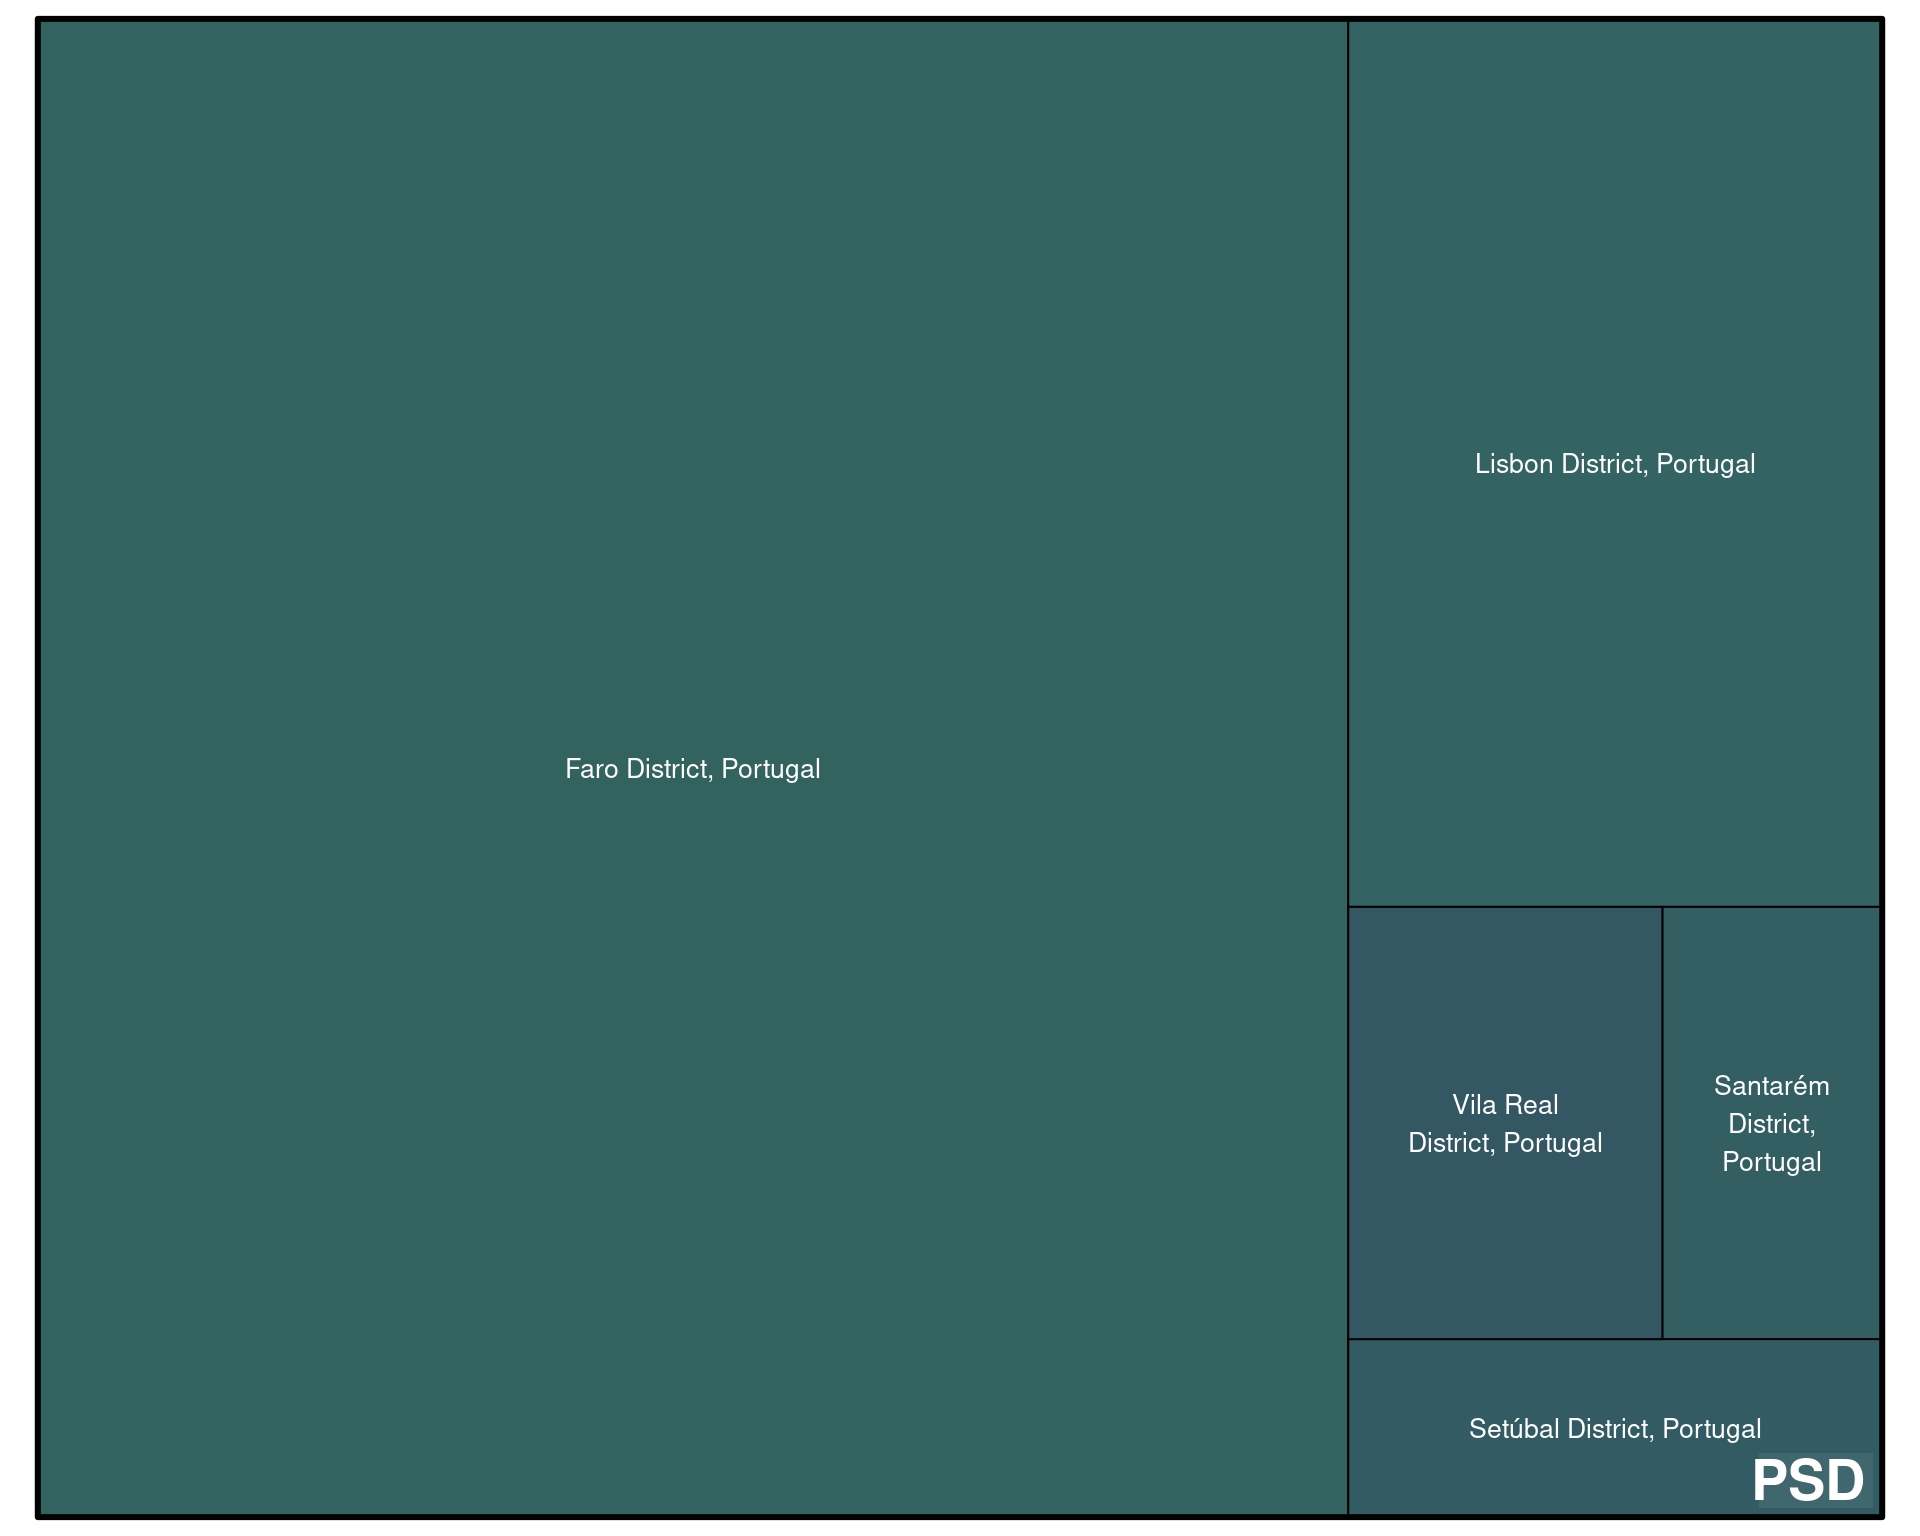 Lisbon District, Portugal
Faro District, Portugal
Vila Real
District, Portugal
Santarém
District,
Portugal
Setúbal District, Portugal
PSD